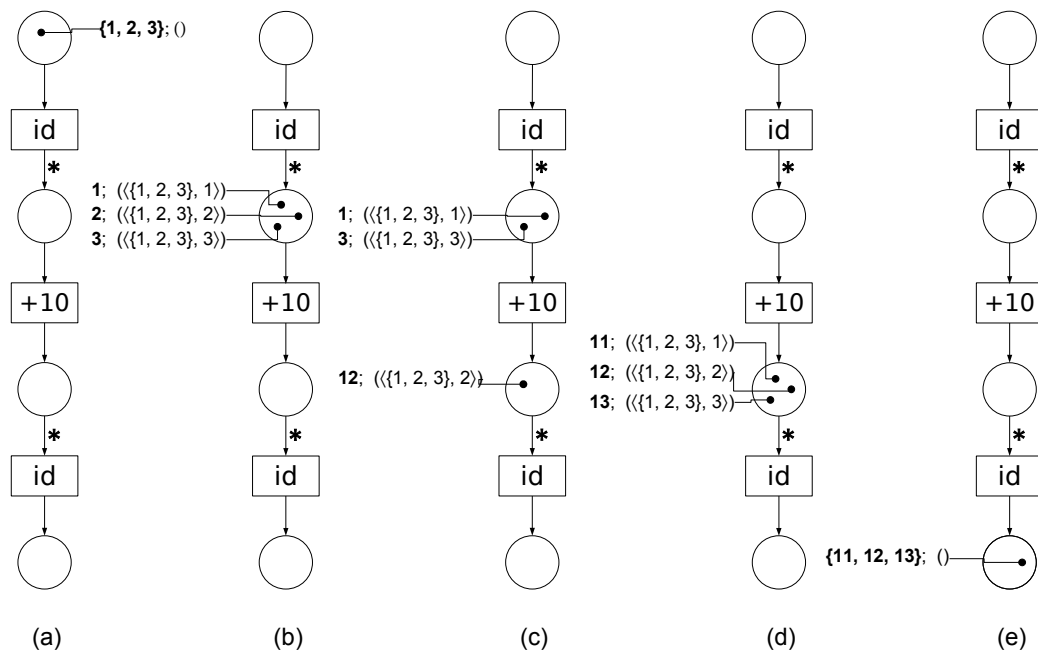 {1, 2, 3}; ()
id id id id id
* * * * *
1; (⟨{1, 2, 3}, 1⟩)
2; (⟨{1, 2, 3}, 2⟩)
3; (⟨{1, 2, 3}, 3⟩)
1; (⟨{1, 2, 3}, 1⟩)
3; (⟨{1, 2, 3}, 3⟩)
+10 +10 +10 +10 +10
12; (⟨{1, 2, 3}, 2⟩)
11; (⟨{1, 2, 3}, 1⟩)
12; (⟨{1, 2, 3}, 2⟩)
13; (⟨{1, 2, 3}, 3⟩)
* * * * *
id id id id id
{11, 12, 13}; ()
(a) (b) (c) (d) (e)